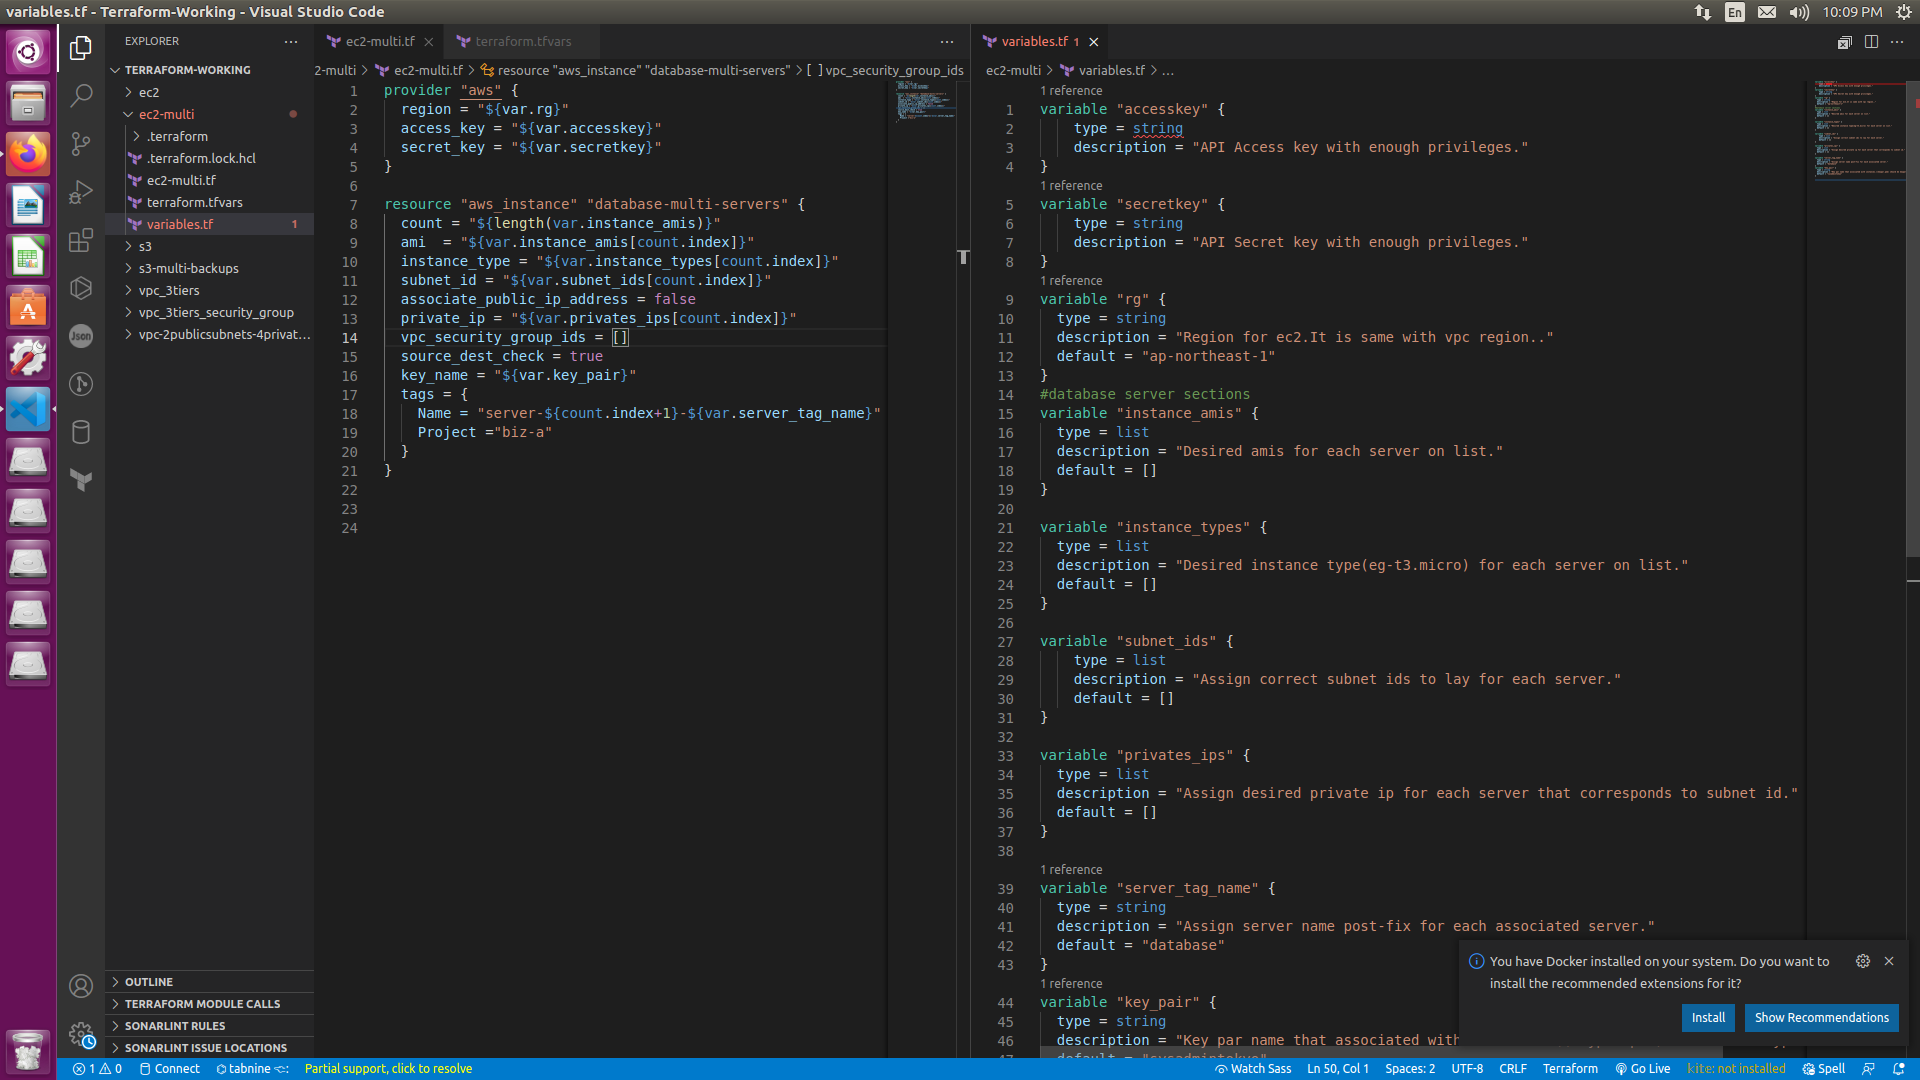 variables.tf - Terraform-Working - Visual Studio Code
En
10:09 PM
EXPLORER
TERRAFORM-WORKING
ec2
ec2-multi
.terraform
.terraform.lock.hcl
ec2-multi.tf
terraform.tfvars
variables.tf 1
s3
s3-multi-backups
vpc_3tiers
vpc_3tiers_security_group
vpc-2publicsubnets-4privat...
OUTLINE
TERRAFORM MODULE CALLS
SONARLINT RULES
SONARLINT ISSUE LOCATIONS
Json
ec2-multi.tf
terraform.tfvars
2-multi > ec2-multi.tf > resource "aws_instance" "database-multi-servers" > [ ] vpc_security_group_ids
1 provider "aws" {
2 region = "${var.rg}"
3 access_key = "${var.accesskey}"
4 secret_key = "${var.secretkey}"
5 }
6
7 resource "aws_instance" "database-multi-servers" {
8 count = "${length(var.instance_amis)}"
9 ami  = "${var.instance_amis[count.index]}"
10 instance_type = "${var.instance_types[count.index]}"
11 subnet_id = "${var.subnet_ids[count.index]}"
12 associate_public_ip_address = false
13 private_ip = "${var.privates_ips[count.index]}"
14 vpc_security_group_ids = []
15 source_dest_check = true
16 key_name = "${var.key_pair}"
17 tags = {
18 Name = "server-${count.index+1}-${var.server_tag_name}"
19 Project ="biz-a"
20 }
21 }
22
23
24
variables.tf 1
ec2-multi > variables.tf > ...
1 reference
1 variable "accesskey" {
2 type = string
3 description = "API Access key with enough privileges."
4 }
1 reference
5 variable "secretkey" {
6 type = string
7 description = "API Secret key with enough privileges."
8 }
1 reference
9 variable "rg" {
10 type = string
11 description = "Region for ec2.It is same with vpc region.."
12 default = "ap-northeast-1"
13 }
14 #database server sections
15 variable "instance_amis" {
16 type = list
17 description = "Desired amis for each server on list."
18 default = []
19 }
20
21 variable "instance_types" {
22 type = list
23 description = "Desired instance type(eg-t3.micro) for each server on list."
24 default = []
25 }
26
27 variable "subnet_ids" {
28 type = list
29 description = "Assign correct subnet ids to lay for each server."
30 default = []
31 }
32
33 variable "privates_ips" {
34 type = list
35 description = "Assign desired private ip for each server that corresponds to subnet id."
36 default = []
37 }
38
1 reference
39 variable "server_tag_name" {
40 type = string
41 description = "Assign server name post-fix for each associated server."
42 default = "database"
43 }
1 reference
44 variable "key_pair" {
45 type = string
46 description = "Key par name that associated with
47 default = "sysadmintokyo"
You have Docker installed on your system. Do you want to
install the recommended extensions for it?
Install
Show Recommendations
1 0 Connect tabnine Partial support, click to resolve
Watch Sass Ln 50, Col 1 Spaces: 2 UTF-8 CRLF Terraform Go Live kite: not installed Spell